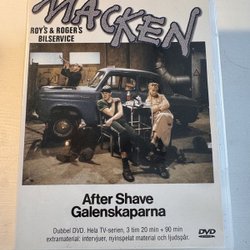 MACKEN
ROY'S & ROGER'S
BILSERVICE
After Shave
Galenskaparna
Dubbel DVD. Hela TV-serien, 3 tim 20 min + 90 min
extramaterial; intervjuer, nyinspelat material och ljudspår.
DVD